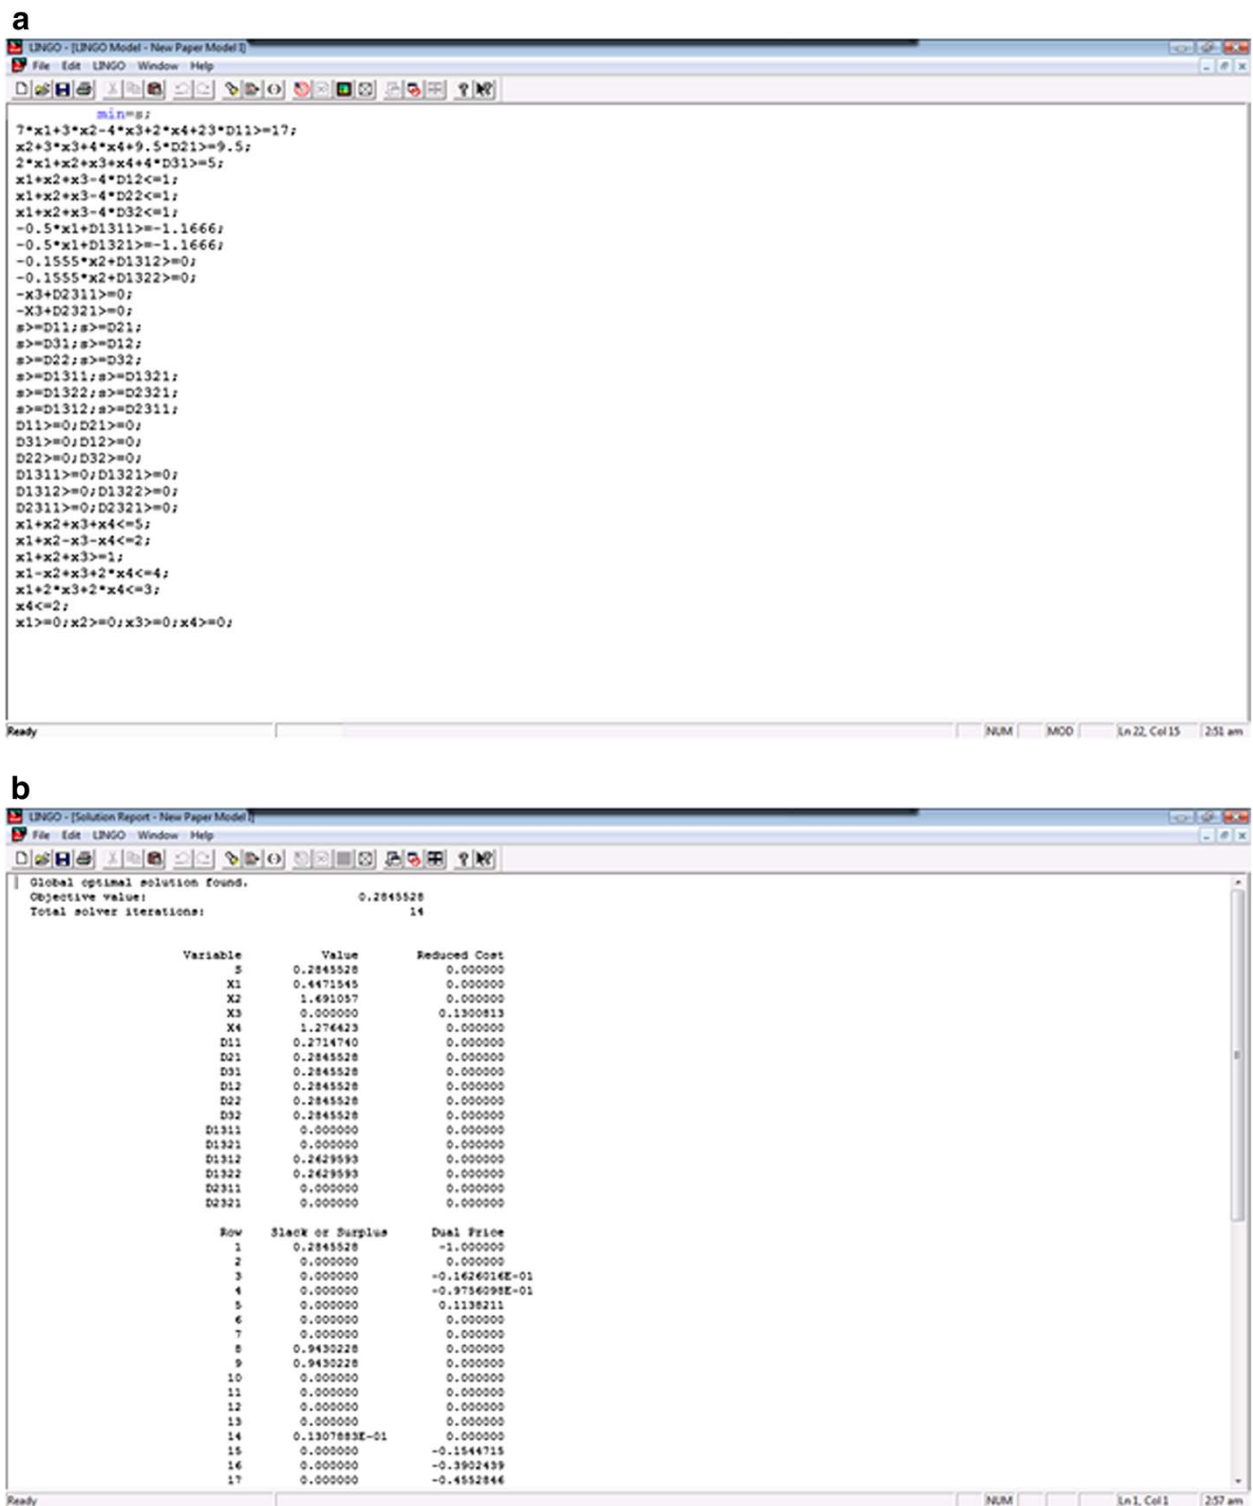 a
LINGO - [LINGO Model - New Paper Model I]
File Edit LINGO Window Help
min=s;
7*x1+3*x2-4*x3+2*x4+23*D11>=17;
x2+3*x3+4*x4+9.5*D21>=9.5;
2*x1+x2+x3+x4+4*D31>=5;
x1+x2+x3-4*D12<=1;
x1+x2+x3-4*D22<=1;
x1+x2+x3-4*D32<=1;
-0.5*x1+D1311>=-1.1666;
-0.5*x1+D1321>=-1.1666;
-0.1555*x2+D1312>=0;
-0.1555*x2+D1322>=0;
-x3+D2311>=0;
-X3+D2321>=0;
s>=D11;s>=D21;
s>=D31;s>=D12;
s>=D22;s>=D32;
s>=D1311;s>=D1321;
s>=D1322;s>=D2321;
s>=D1312;s>=D2311;
D11>=0;D21>=0;
D31>=0;D12>=0;
D22>=0;D32>=0;
D1311>=0;D1321>=0;
D1312>=0;D1322>=0;
D2311>=0;D2321>=0;
x1+x2+x3+x4<=5;
x1+x2-x3-x4<=2;
x1+x2+x3>=1;
x1-x2+x3+2*x4<=4;
x1+2*x3+2*x4<=3;
x4<=2;
x1>=0;x2>=0;x3>=0;x4>=0;
Ready NUM MOD Ln 22, Col 15 2:51 am
b
LINGO - [Solution Report - New Paper Model I]
File Edit LINGO Window Help
Global optimal solution found.
Objective value: 0.2845528
Total solver iterations: 14
Variable Value Reduced Cost
S 0.2845528 0.000000
X1 0.4471545 0.000000
X2 1.691057 0.000000
X3 0.000000 0.1300813
X4 1.276423 0.000000
D11 0.2714740 0.000000
D21 0.2845528 0.000000
D31 0.2845528 0.000000
D12 0.2845528 0.000000
D22 0.2845528 0.000000
D32 0.2845528 0.000000
D1311 0.000000 0.000000
D1321 0.000000 0.000000
D1312 0.2629593 0.000000
D1322 0.2629593 0.000000
D2311 0.000000 0.000000
D2321 0.000000 0.000000
Row Slack or Surplus Dual Price
1 0.2845528 -1.000000
2 0.000000 0.000000
3 0.000000 -0.1626016E-01
4 0.000000 -0.9756098E-01
5 0.000000 0.1138211
6 0.000000 0.000000
7 0.000000 0.000000
8 0.9430228 0.000000
9 0.9430228 0.000000
10 0.000000 0.000000
11 0.000000 0.000000
12 0.000000 0.000000
13 0.000000 0.000000
14 0.1307883E-01 0.000000
15 0.000000 -0.1544715
16 0.000000 -0.3902439
17 0.000000 -0.4552846
Ready NUM Ln 1, Col 1 2:57 am